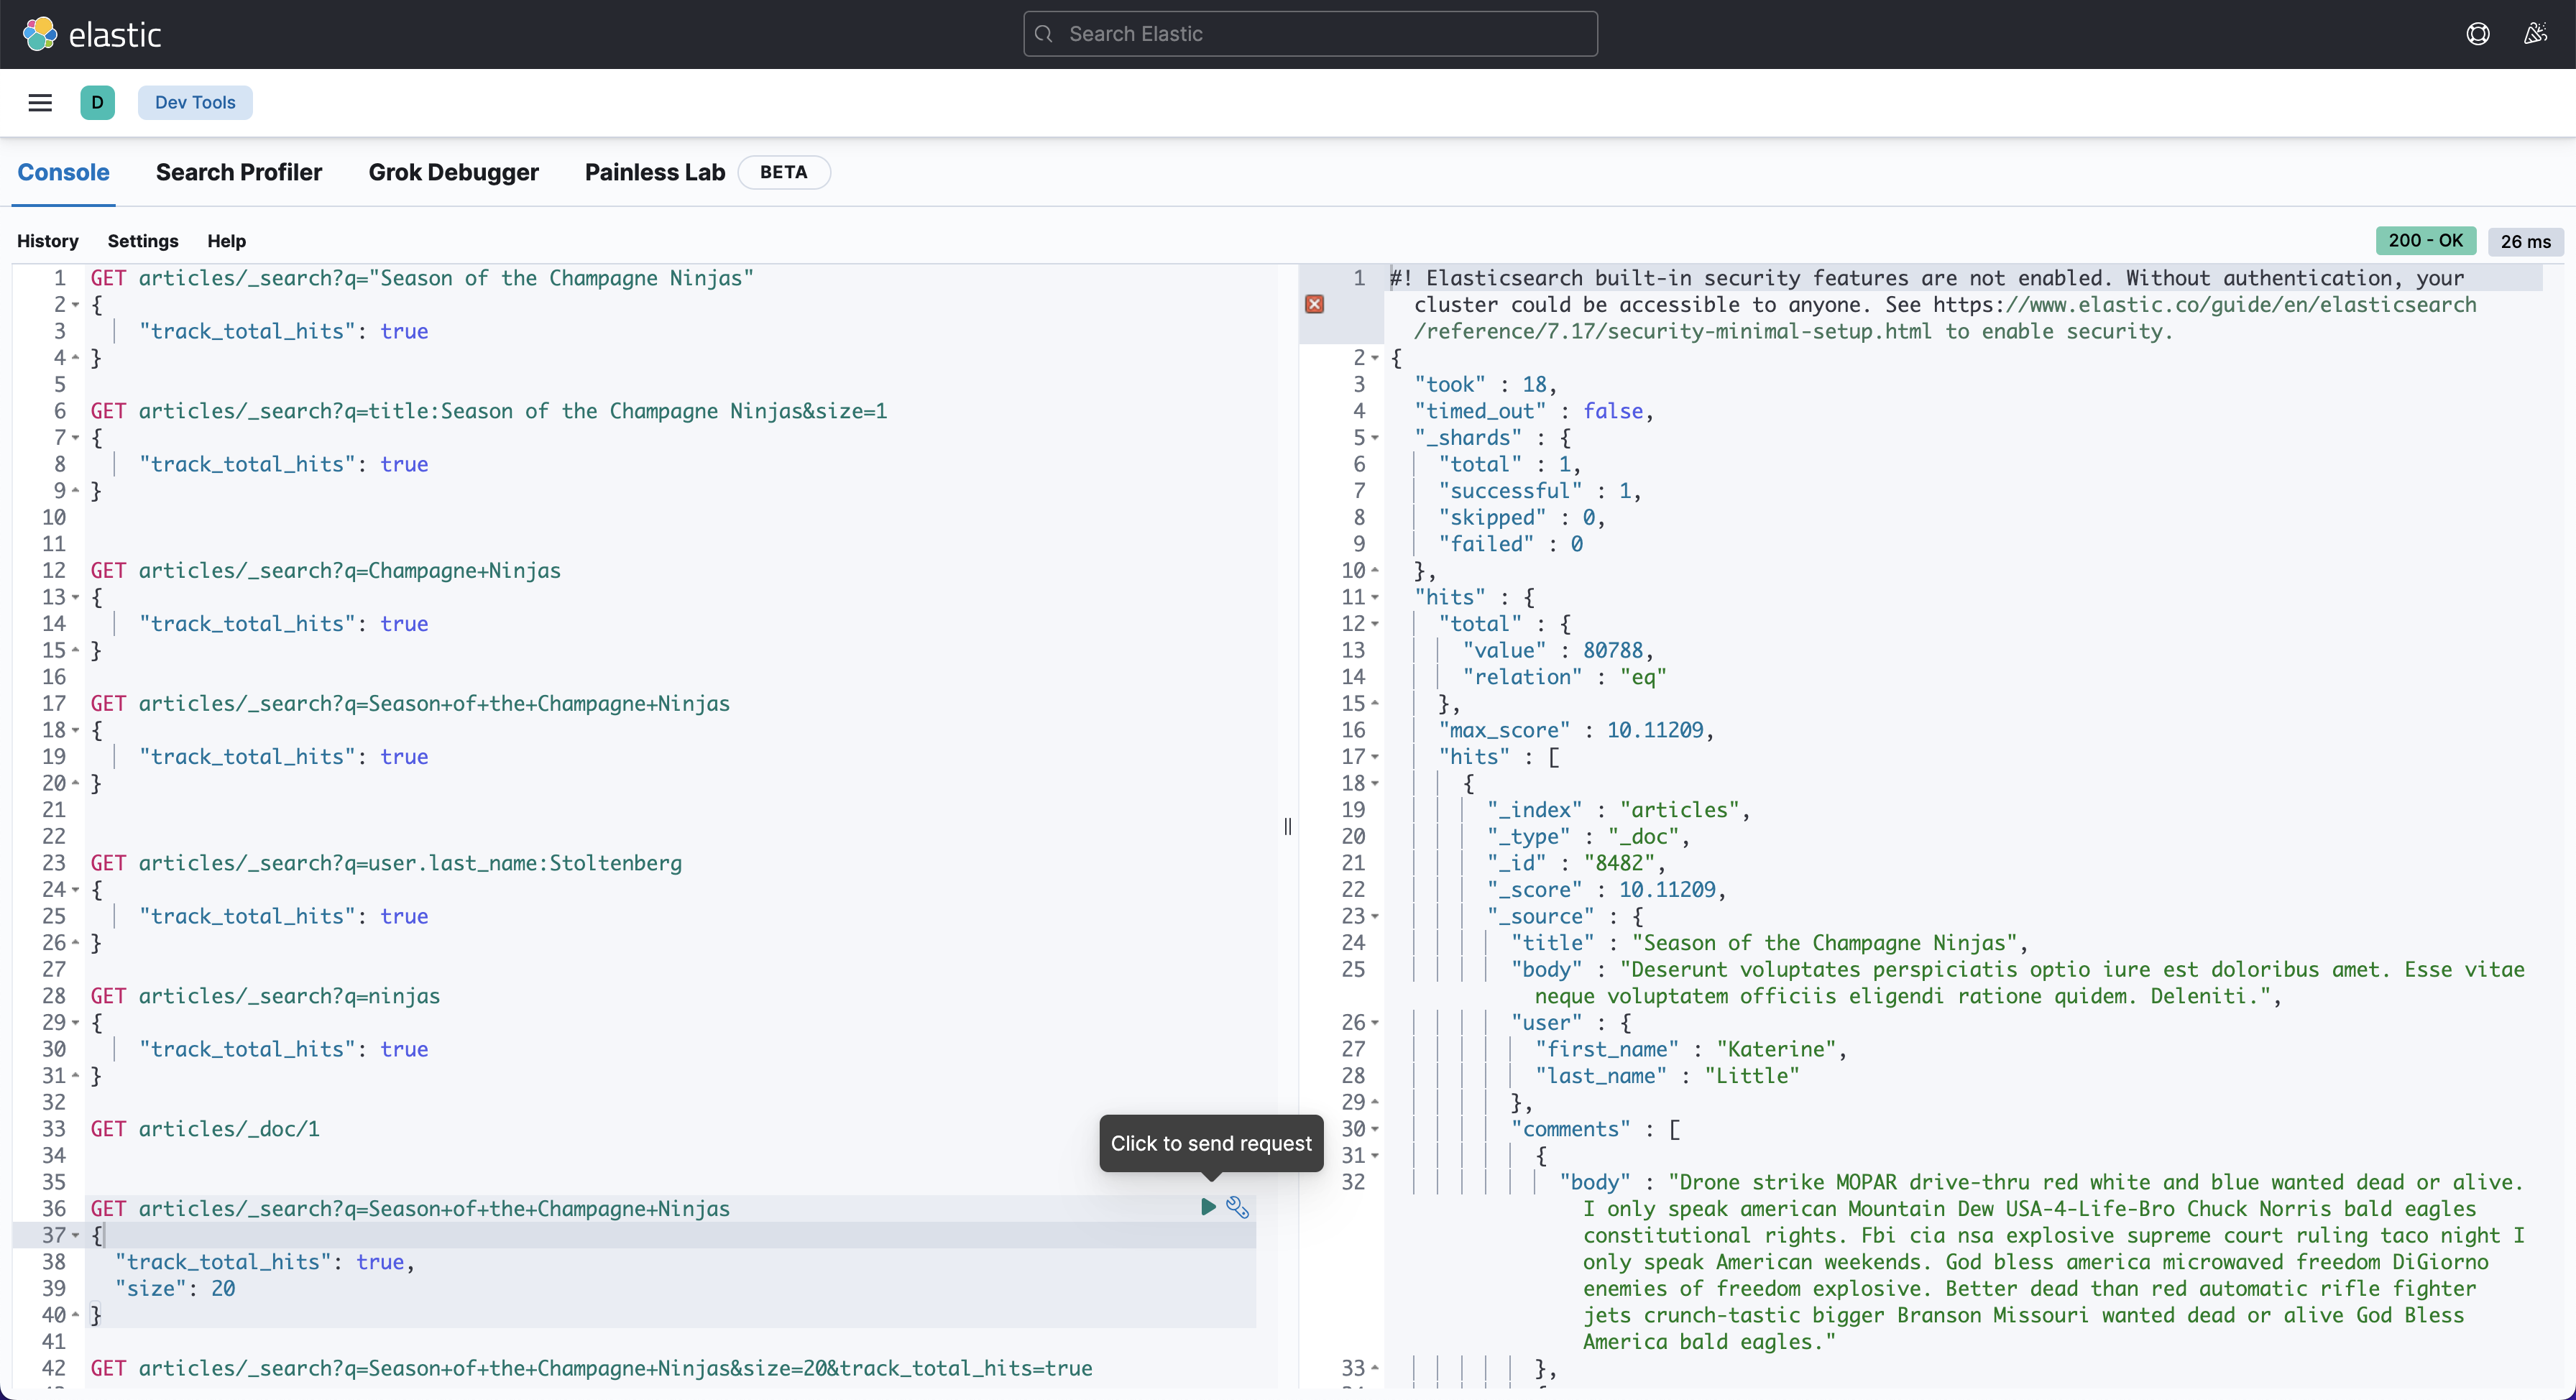 elastic
Search Elastic
D
Dev Tools
Console
Search Profiler
Grok Debugger
Painless Lab
BETA
History
Settings
Help
200 - OK
26 ms
1 GET articles/_search?q="Season of the Champagne Ninjas"
2 {
3 "track_total_hits": true
4 }
5
6 GET articles/_search?q=title:Season of the Champagne Ninjas&size=1
7 {
8 "track_total_hits": true
9 }
10
11
12 GET articles/_search?q=Champagne+Ninjas
13 {
14 "track_total_hits": true
15 }
16
17 GET articles/_search?q=Season+of+the+Champagne+Ninjas
18 {
19 "track_total_hits": true
20 }
21
22
23 GET articles/_search?q=user.last_name:Stoltenberg
24 {
25 "track_total_hits": true
26 }
27
28 GET articles/_search?q=ninjas
29 {
30 "track_total_hits": true
31 }
32
33 GET articles/_doc/1
34
35
36 GET articles/_search?q=Season+of+the+Champagne+Ninjas
37 {
38 "track_total_hits": true,
39 "size": 20
40 }
41
42 GET articles/_search?q=Season+of+the+Champagne+Ninjas&size=20&track_total_hits=true
Click to send request
1 #! Elasticsearch built-in security features are not enabled. Without authentication, your
cluster could be accessible to anyone. See https://www.elastic.co/guide/en/elasticsearch
/reference/7.17/security-minimal-setup.html to enable security.
2 {
3 "took" : 18,
4 "timed_out" : false,
5 "_shards" : {
6 "total" : 1,
7 "successful" : 1,
8 "skipped" : 0,
9 "failed" : 0
10 },
11 "hits" : {
12 "total" : {
13 "value" : 80788,
14 "relation" : "eq"
15 },
16 "max_score" : 10.11209,
17 "hits" : [
18 {
19 "_index" : "articles",
20 "_type" : "_doc",
21 "_id" : "8482",
22 "_score" : 10.11209,
23 "_source" : {
24 "title" : "Season of the Champagne Ninjas",
25 "body" : "Deserunt voluptates perspiciatis optio iure est doloribus amet. Esse vitae
neque voluptatem officiis eligendi ratione quidem. Deleniti.",
26 "user" : {
27 "first_name" : "Katerine",
28 "last_name" : "Little"
29 },
30 "comments" : [
31 {
32 "body" : "Drone strike MOPAR drive-thru red white and blue wanted dead or alive.
I only speak american Mountain Dew USA-4-Life-Bro Chuck Norris bald eagles
constitutional rights. Fbi cia nsa explosive supreme court ruling taco night I
only speak American weekends. God bless america microwaved freedom DiGiorno
enemies of freedom explosive. Better dead than red automatic rifle fighter
jets crunch-tastic bigger Branson Missouri wanted dead or alive God Bless
America bald eagles."
33 },